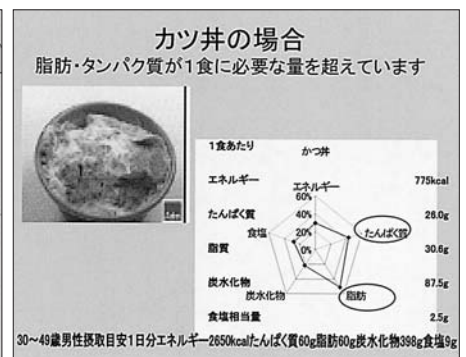 カツ丼の場合
脂肪・タンパク質が1食に必要な量を超えています
1食あたり
かつ丼
エネルギー 775kcal
たんぱく質 26.0g
脂質 30.6g
炭水化物 87.5g
食塩相当量 2.5g
エネルギー
60%
40%
20%
0%
たんぱく質
脂肪
炭水化物
食塩
30～49歳男性摂取目安1日分エネルギー2650kcalたんぱく質60g脂肪60g炭水化物398g食塩9g